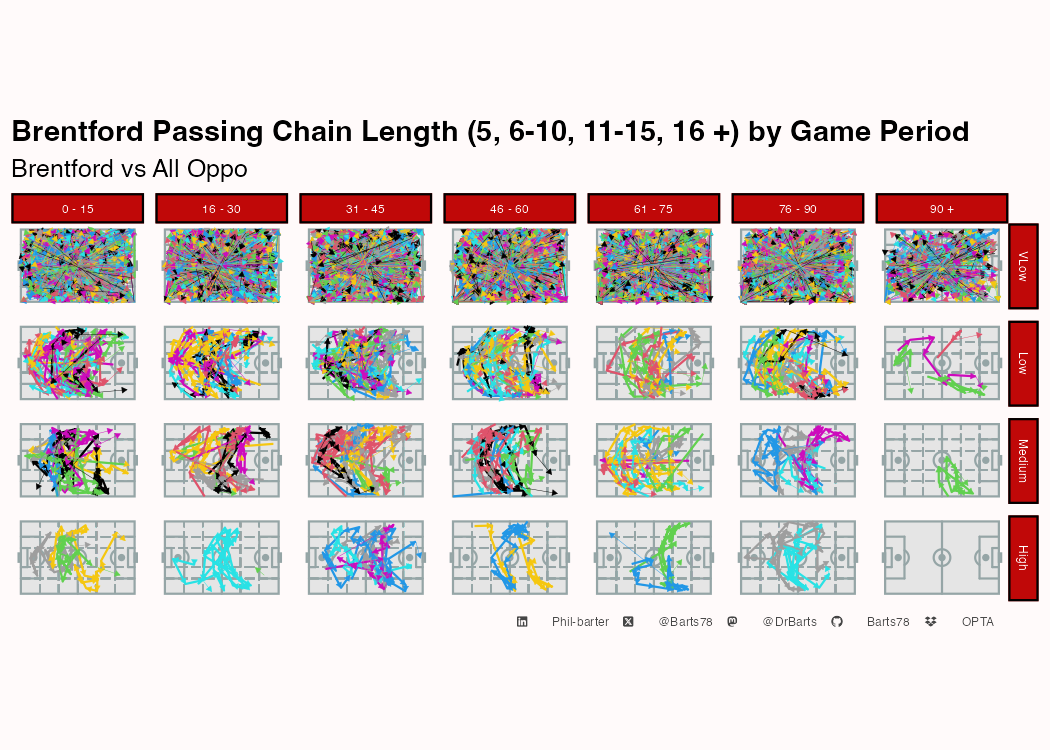 Brentford Passing Chain Length (5, 6-10, 11-15, 16 +) by Game Period
Brentford vs All Oppo
0 - 15 16 - 30 31 - 45 46 - 60 61 - 75 76 - 90 90 +
VLow
Low
Medium
High
Phil-barter @Barts78 @DrBarts Barts78 OPTA